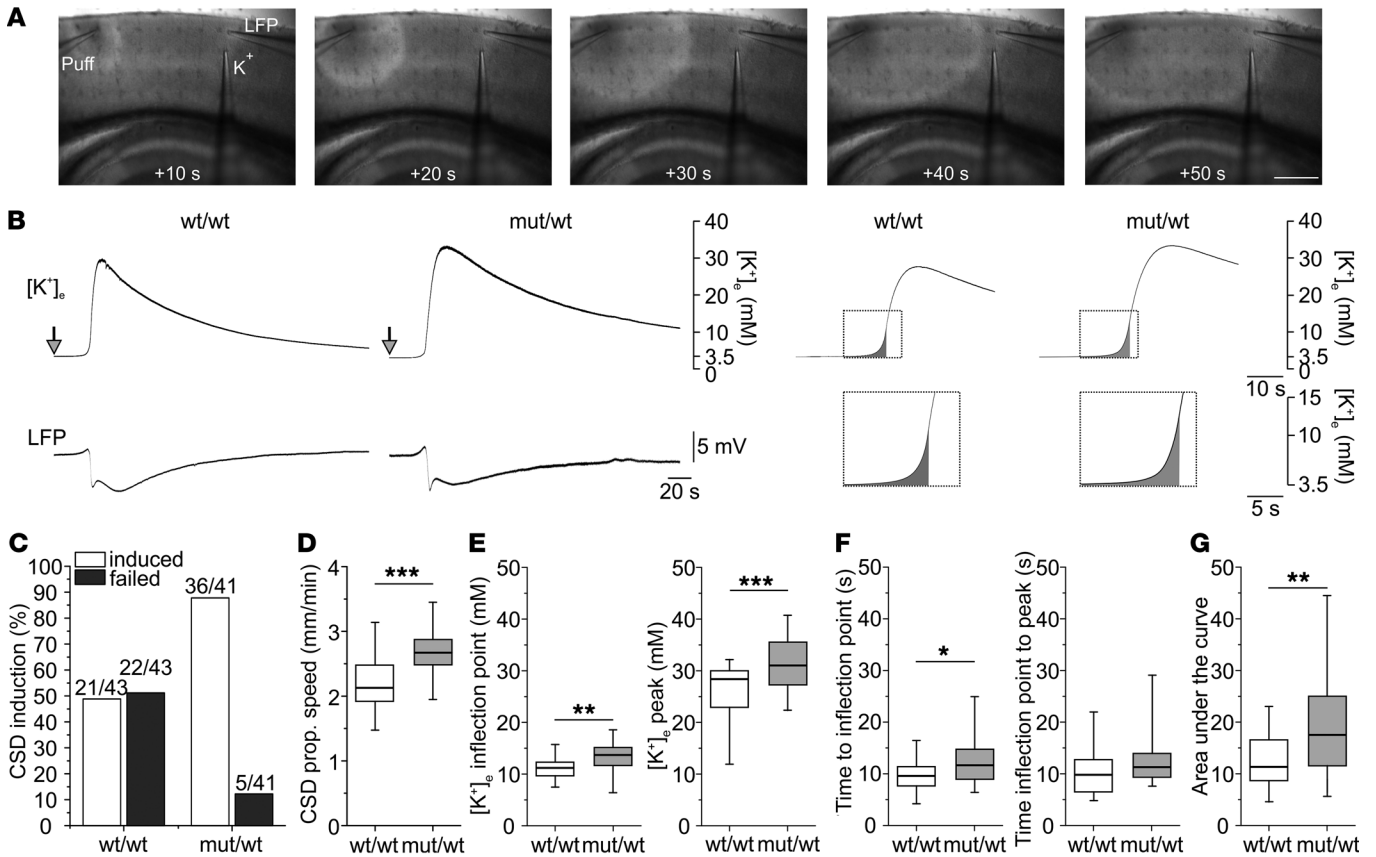 A
Puff
LFP
K+
+10 s
+20 s
+30 s
+40 s
+50 s
B
wt/wt
mut/wt
wt/wt
mut/wt
[K+]e
40
30
20
10
3.5
0
[K+]e (mM)
40
30
20
10
3.5
0
[K+]e (mM)
10 s
LFP
5 mV
20 s
15
10
3.5
[K+]e (mM)
5 s
C
induced
failed
CSD induction (%)
100
90
80
70
60
50
40
30
20
10
0
21/43
22/43
36/41
5/41
wt/wt
mut/wt
D
CSD prop. speed (mm/min)
4
3
2
1
0
***
wt/wt mut/wt
E
[K+]e inflection point (mM)
50
40
30
20
10
0
**
wt/wt mut/wt
[K+]e peak (mM)
50
40
30
20
10
0
***
wt/wt mut/wt
F
Time to inflection point (s)
50
40
30
20
10
0
*
wt/wt mut/wt
Time inflection point to peak (s)
50
40
30
20
10
0
wt/wt mut/wt
G
Area under the curve
50
40
30
20
10
0
**
wt/wt mut/wt